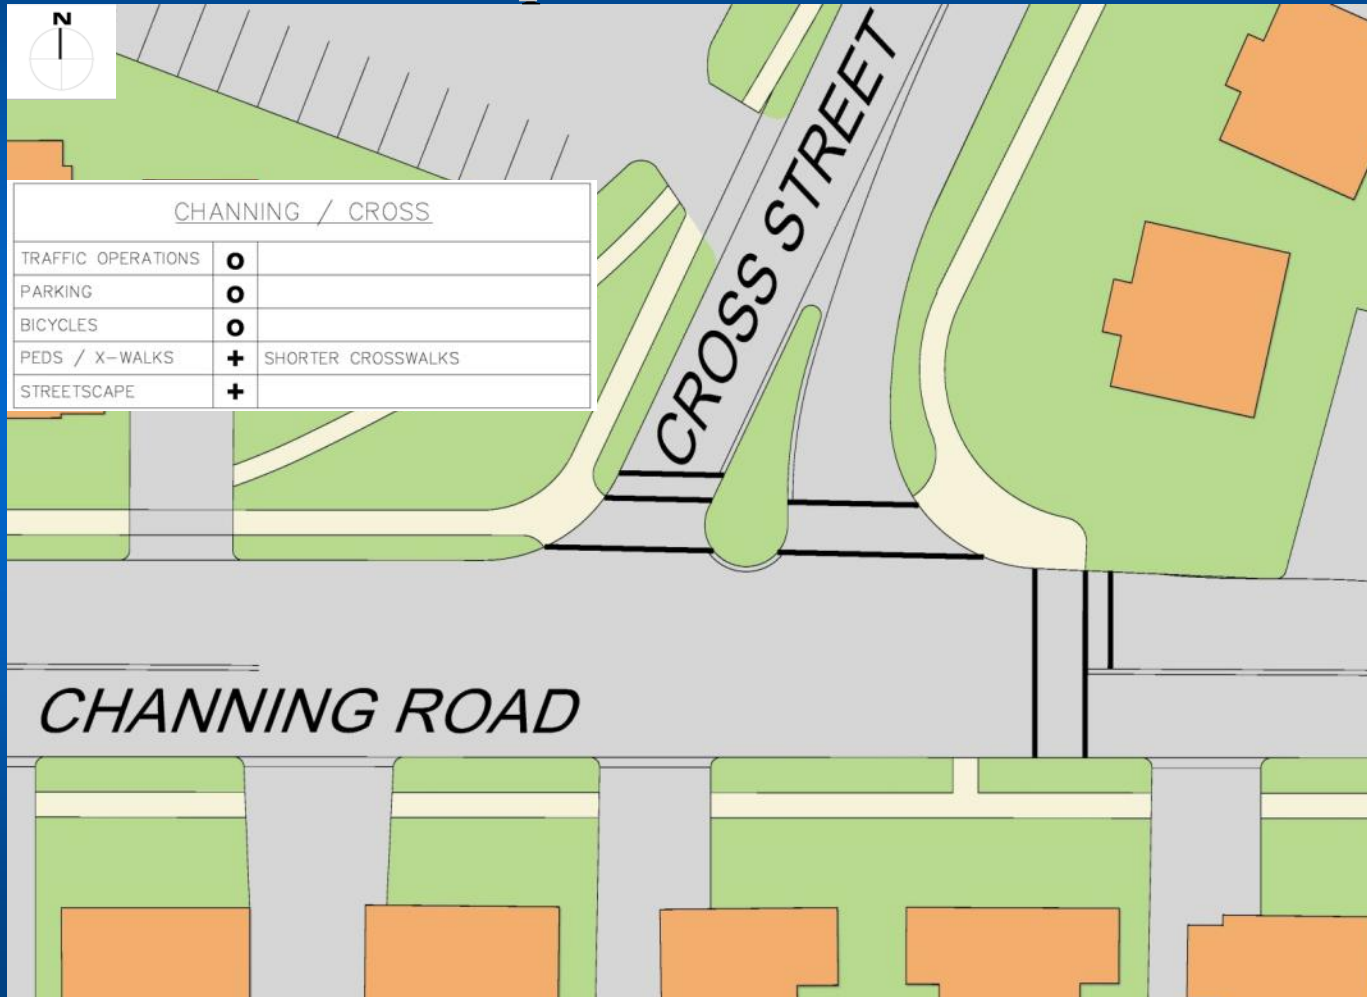 N
CHANNING / CROSS
TRAFFIC OPERATIONS o
PARKING o
BICYCLES o
PEDS / X-WALKS + SHORTER CROSSWALKS
STREETSCAPE +
CROSS STREET
CHANNING ROAD